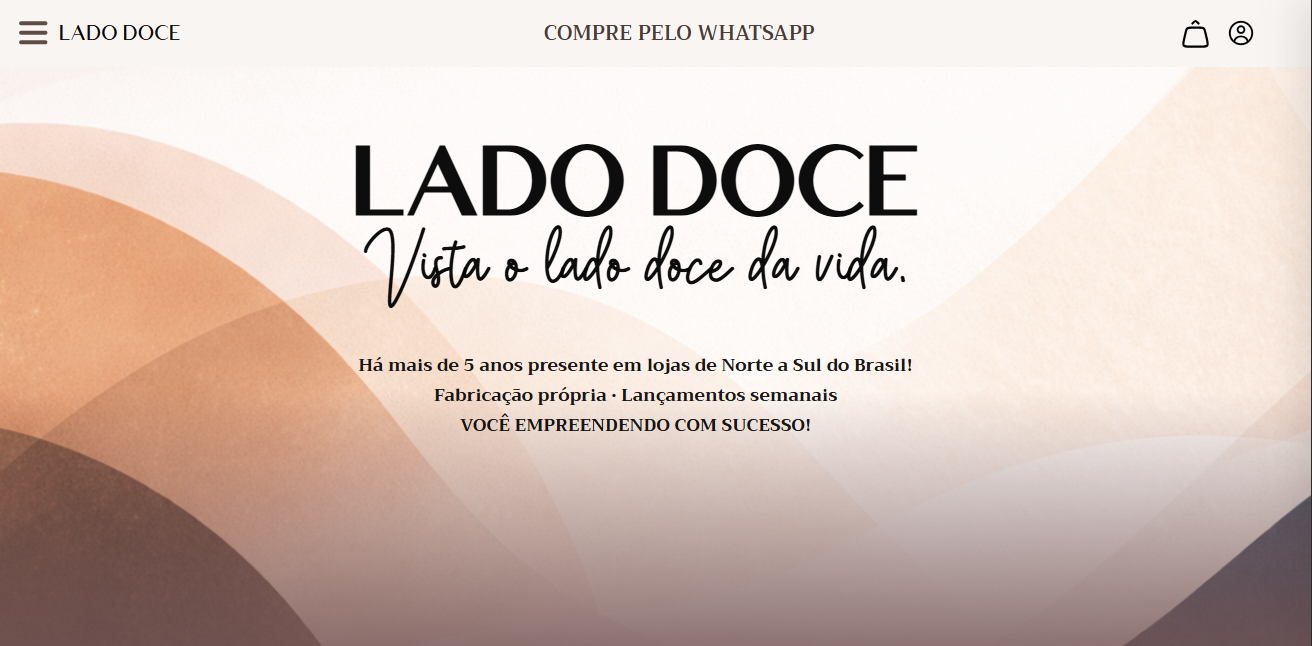 LADO DOCE
COMPRE PELO WHATSAPP
LADO DOCE
Vista o lado doce da vida.
Há mais de 5 anos presente em lojas de Norte a Sul do Brasil!
Fabricação própria · Lançamentos semanais
VOCÊ EMPREENDENDO COM SUCESSO!